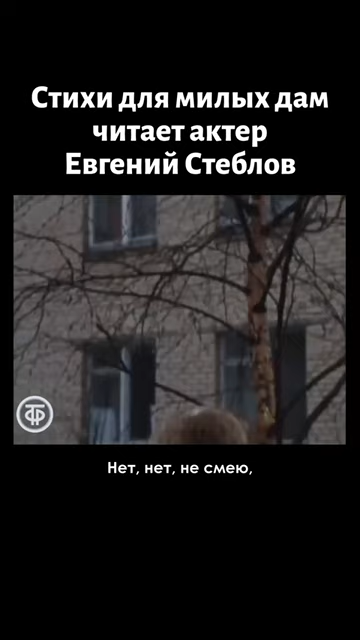 Стихи для милых дам
читает актер
Евгений Стеблов
Нет, нет, не смею,